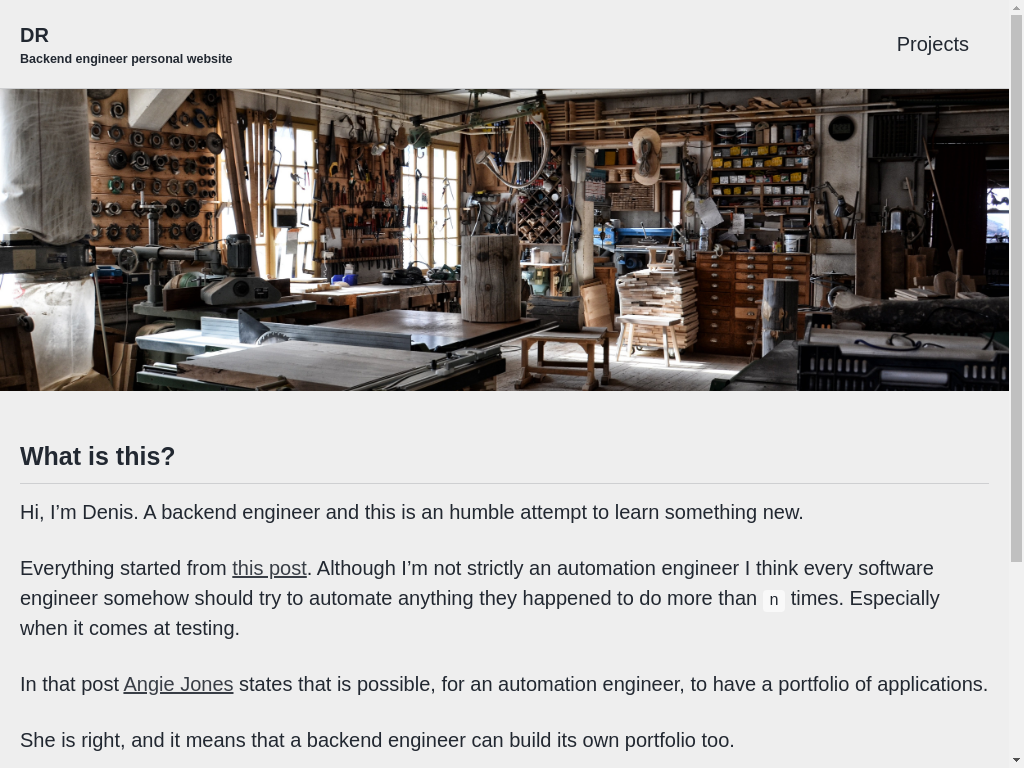 DR
Backend engineer personal website
Projects
What is this?
Hi, I’m Denis. A backend engineer and this is an humble attempt to learn something new.
Everything started from this post. Although I’m not strictly an automation engineer I think every software
engineer somehow should try to automate anything they happened to do more than n times. Especially
when it comes at testing.
In that post Angie Jones states that is possible, for an automation engineer, to have a portfolio of applications.
She is right, and it means that a backend engineer can build its own portfolio too.